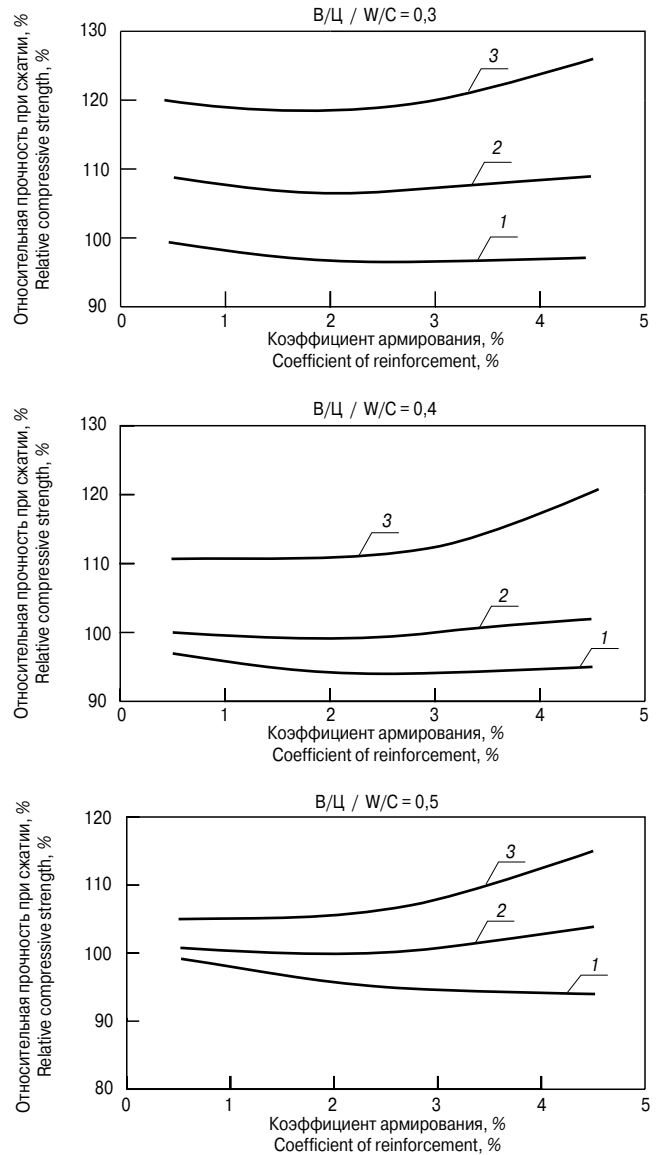 В/Ц / W/C = 0,3
Относительная прочность при сжатии, %
Relative compressive strength, %
130
120
110
100
90
3
2
1
0 1 2 3 4 5
Коэффициент армирования, %
Coefficient of reinforcement, %
В/Ц / W/C = 0,4
Относительная прочность при сжатии, %
Relative compressive strength, %
130
120
110
100
90
3
2
1
0 1 2 3 4 5
Коэффициент армирования, %
Coefficient of reinforcement, %
В/Ц / W/C = 0,5
Относительная прочность при сжатии, %
Relative compressive strength, %
120
110
100
90
80
3
2
1
0 1 2 3 4 5
Коэффициент армирования, %
Coefficient of reinforcement, %